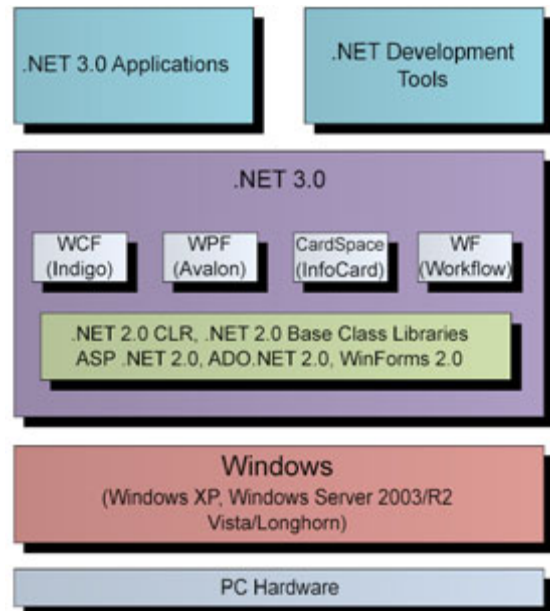 .NET 3.0 Applications
.NET Development
Tools
.NET 3.0
WCF
(Indigo)
WPF
(Avalon)
CardSpace
(InfoCard)
WF
(Workflow)
.NET 2.0 CLR, .NET 2.0 Base Class Libraries
ASP .NET 2.0, ADO.NET 2.0, WinForms 2.0
Windows
(Windows XP, Windows Server 2003/R2
Vista/Longhorn)
PC Hardware